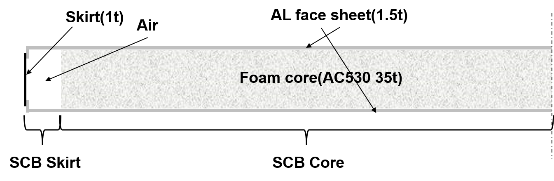 Skirt(1t)
Air
AL face sheet(1.5t)
Foam core(AC530 35t)
SCB Skirt
SCB Core